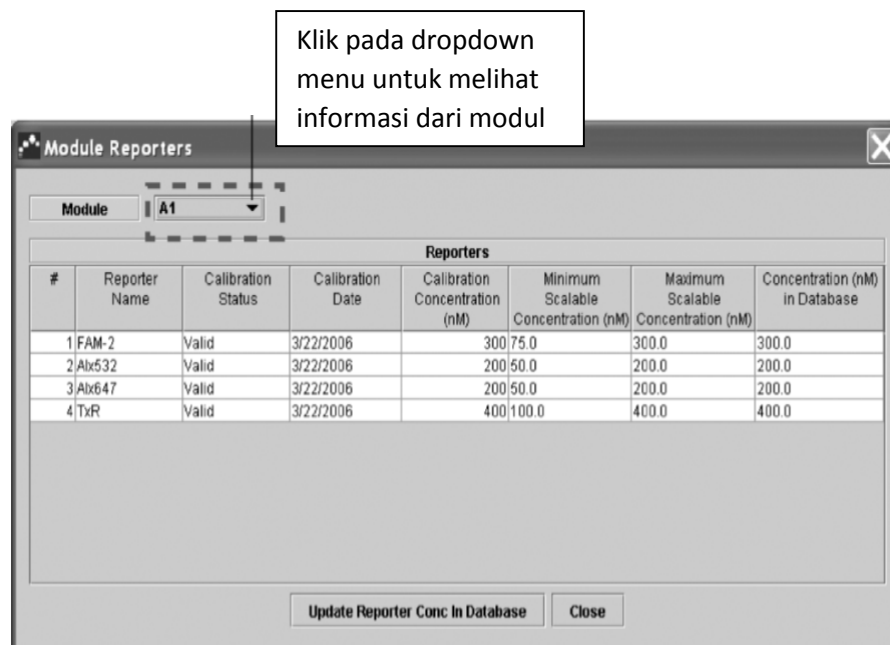 Klik pada dropdown
menu untuk melihat
informasi dari modul
Module Reporters
Module A1
Reporters
# Reporter Name Calibration Status Calibration Date Calibration Concentration (nM) Minimum Scalable Concentration (nM) Maximum Scalable Concentration (nM) Concentration (nM) in Database
1 FAM-2 Valid 3/22/2006 300 75.0 300.0 300.0
2 Alx532 Valid 3/22/2006 200 50.0 200.0 200.0
3 Alx647 Valid 3/22/2006 200 50.0 200.0 200.0
4 TxR Valid 3/22/2006 400 100.0 400.0 400.0
Update Reporter Conc In Database Close